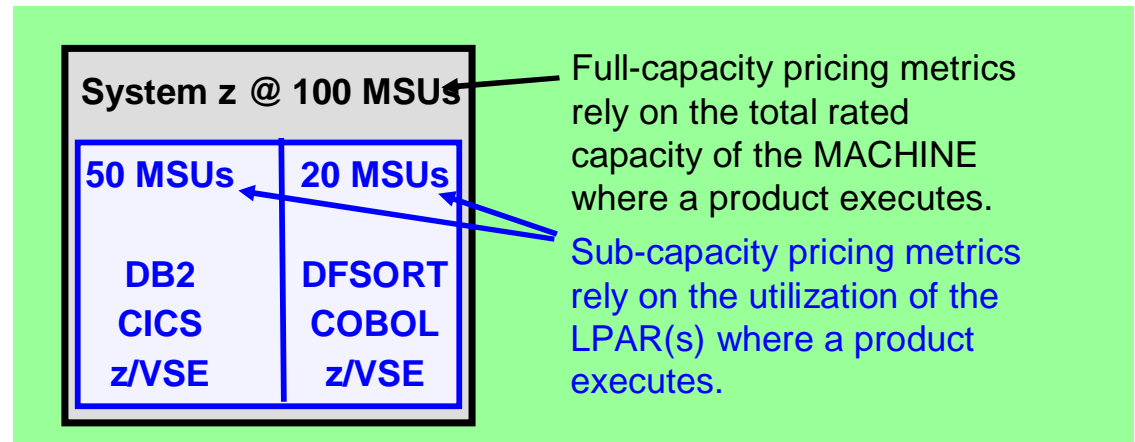 System z @ 100 MSUs
50 MSUs
DB2
CICS
z/VSE
20 MSUs
DFSORT
COBOL
z/VSE
Full-capacity pricing metrics
rely on the total rated
capacity of the MACHINE
where a product executes.
Sub-capacity pricing metrics
rely on the utilization of the
LPAR(s) where a product
executes.